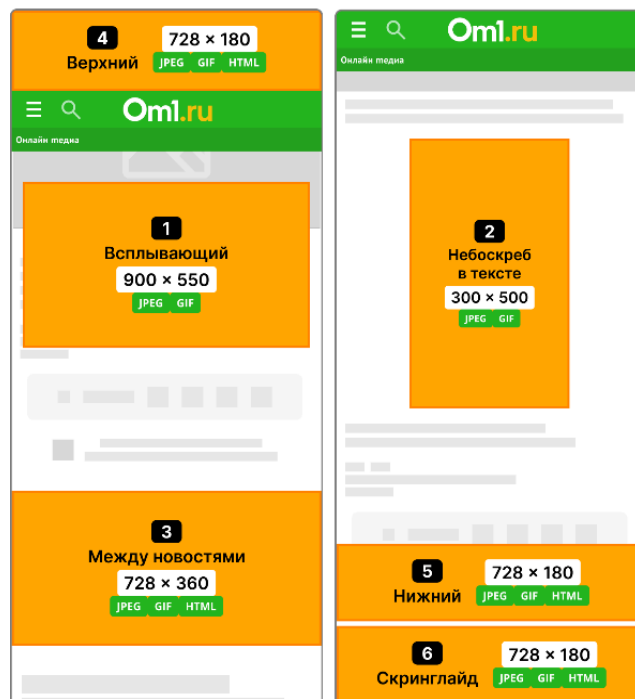 4
728 × 180
Верхний
JPEG GIF HTML
Om1.ru
Онлайн медиа
1
Всплывающий
900 × 550
JPEG GIF
3
Между новостями
728 × 360
JPEG GIF HTML
Om1.ru
Онлайн медиа
2
Небоскреб
в тексте
300 × 500
JPEG GIF
5
728 × 180
Нижний
JPEG GIF HTML
6
728 × 180
Скринглайд
JPEG GIF HTML